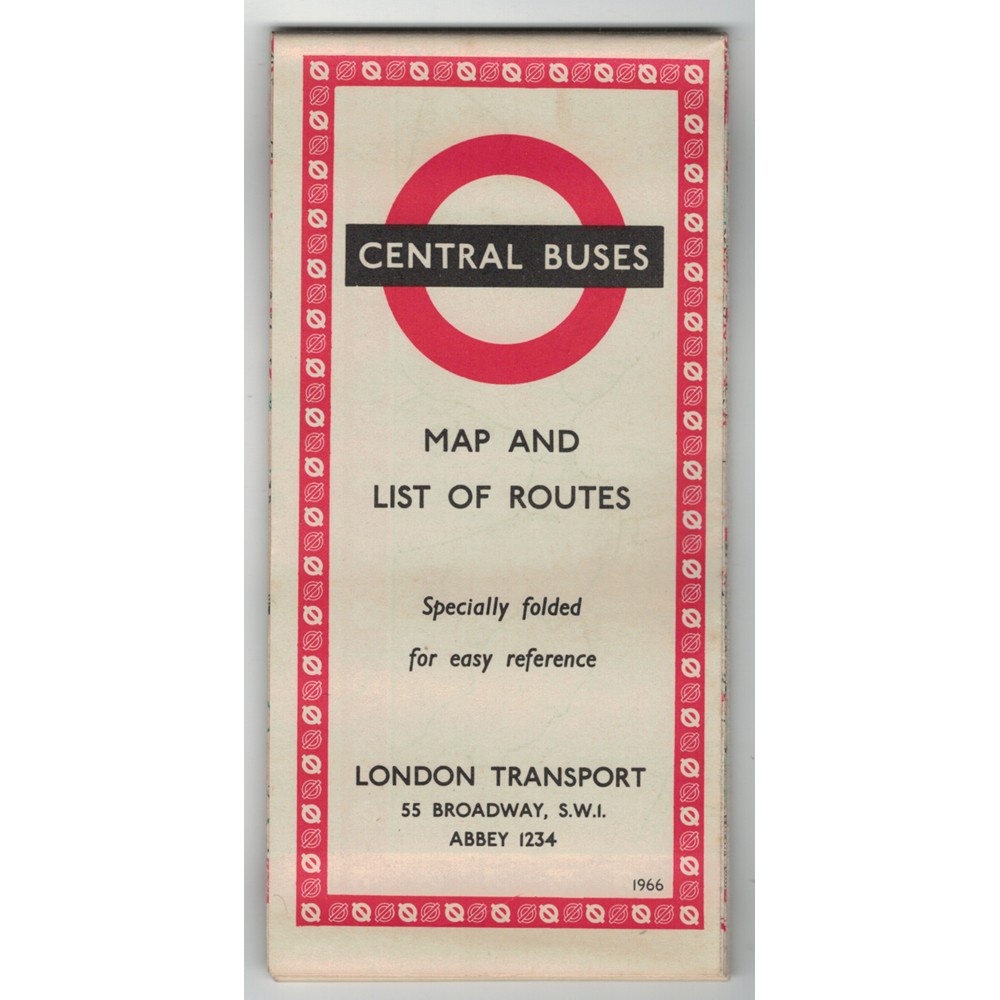 CENTRAL BUSES
MAP AND
LIST OF ROUTES
Specially folded
for easy reference
LONDON TRANSPORT
55 BROADWAY, S.W.1.
ABBEY 1234
1966